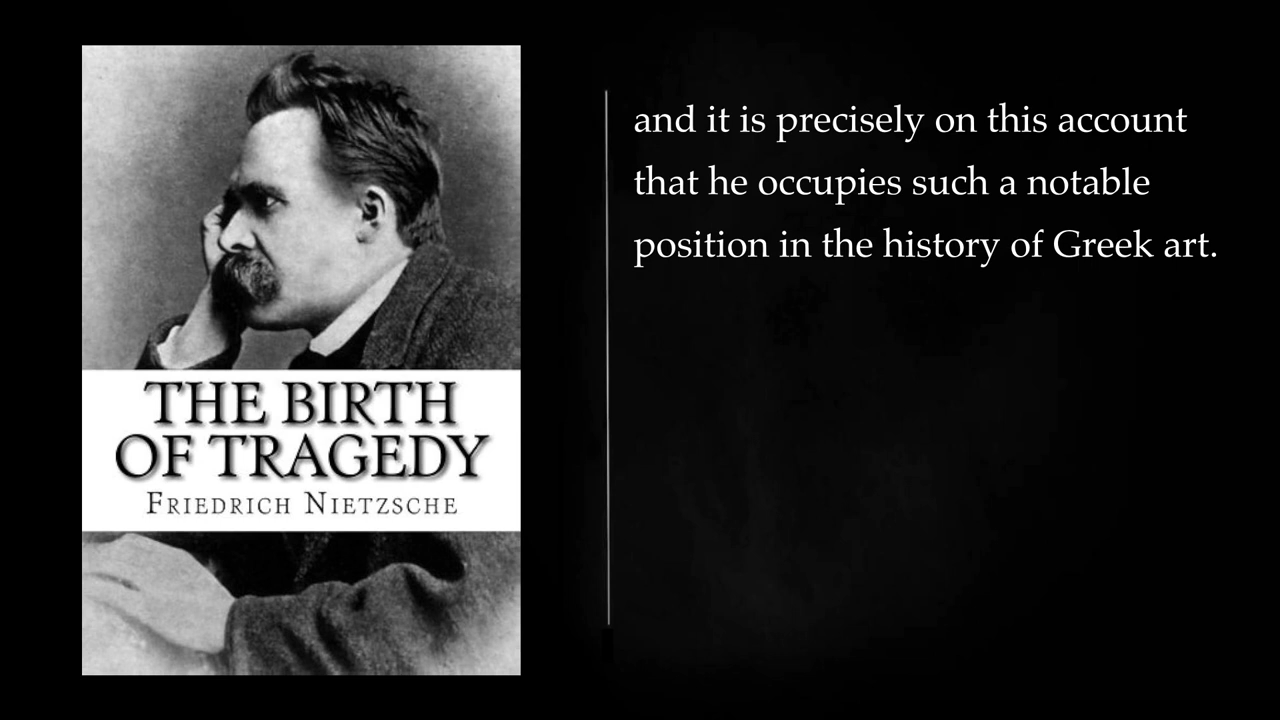 THE BIRTH
OF TRAGEDY
FRIEDRICH NIETZSCHE
and it is precisely on this account
that he occupies such a notable
position in the history of Greek art.